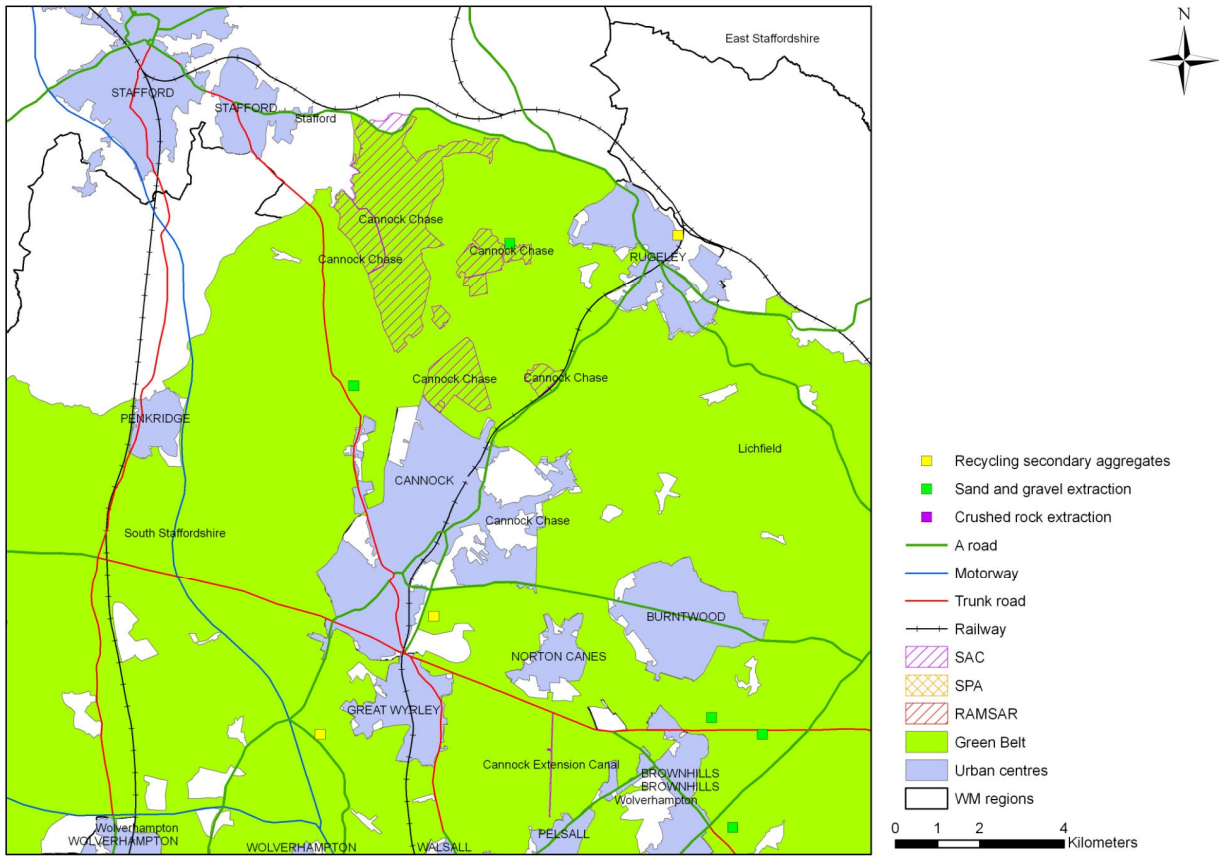 East Staffordshire
N
STAFFORD
STAFFORD
Stafford
Cannock Chase
Cannock Chase
Cannock Chase
RUGELEY
Cannock Chase
Cannock Chase
PENKRIDGE
Lichfield
CANNOCK
Cannock Chase
South Staffordshire
BURNTWOOD
NORTON CANES
GREAT WYRLEY
Cannock Extension Canal
BROWNHILLS
BROWNHILLS
Wolverhampton
Wolverhampton
WOLVERHAMPTON
WOLVERHAMPTON
WALSALL
PELSALL
Recycling secondary aggregates
Sand and gravel extraction
Crushed rock extraction
A road
Motorway
Trunk road
Railway
SAC
SPA
RAMSAR
Green Belt
Urban centres
WM regions
0 1 2 4
Kilometers